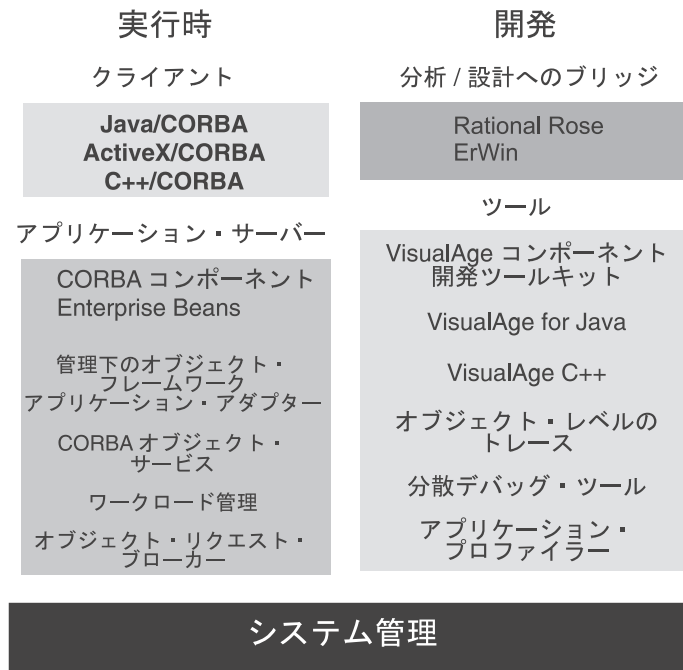 実行時
クライアント
Java/CORBA
ActiveX/CORBA
C++/CORBA
アプリケーション・サーバー
CORBA コンポーネント
Enterprise Beans
管理下のオブジェクト・
フレームワーク
アプリケーション・アダプター
CORBA オブジェクト・
サービス
ワークロード管理
オブジェクト・リクエスト・
ブローカー
開発
分析 / 設計へのブリッジ
Rational Rose
ErWin
ツール
VisualAge コンポーネント
開発ツールキット
VisualAge for Java
VisualAge C++
オブジェクト・レベルの
トレース
分散デバッグ・ツール
アプリケーション・
プロファイラー
システム管理